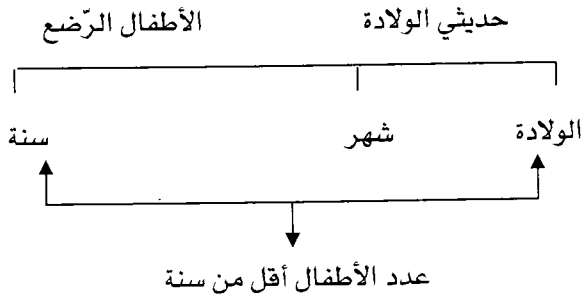 حديثي الولادة الأطفال الرّضع
الولادة شهر سنة
عدد الأطفال أقل من سنة